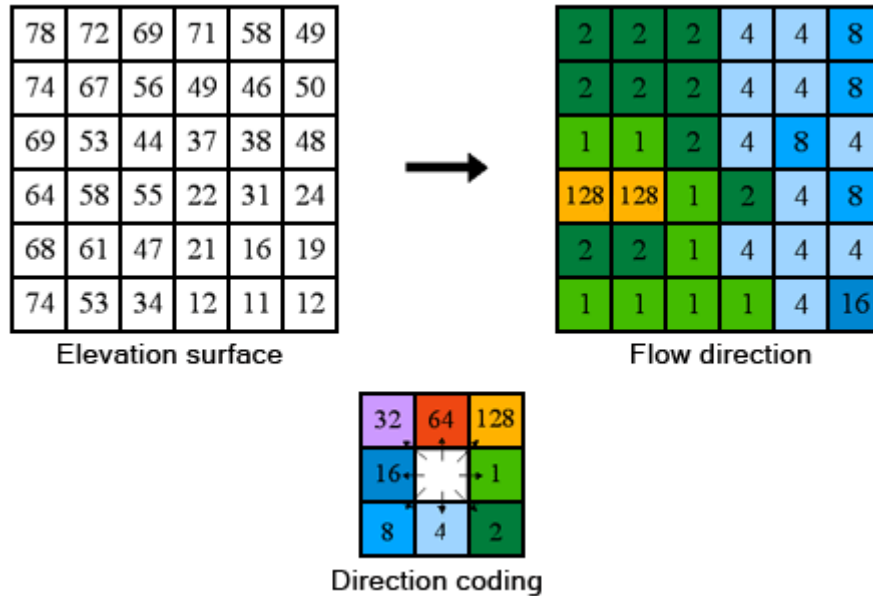 78 72 69 71 58 49 2 2 2 4 4 8
74 67 56 49 46 50 2 2 2 4 4 8
69 53 44 37 38 48 1 1 2 4 8 4
64 58 55 22 31 24 128 128 1 2 4 8
68 61 47 21 16 19 2 2 1 4 4 4
74 53 34 12 11 12 1 1 1 1 4 16
Elevation surface Flow direction
32 64 128
16 1
8 4 2
Direction coding